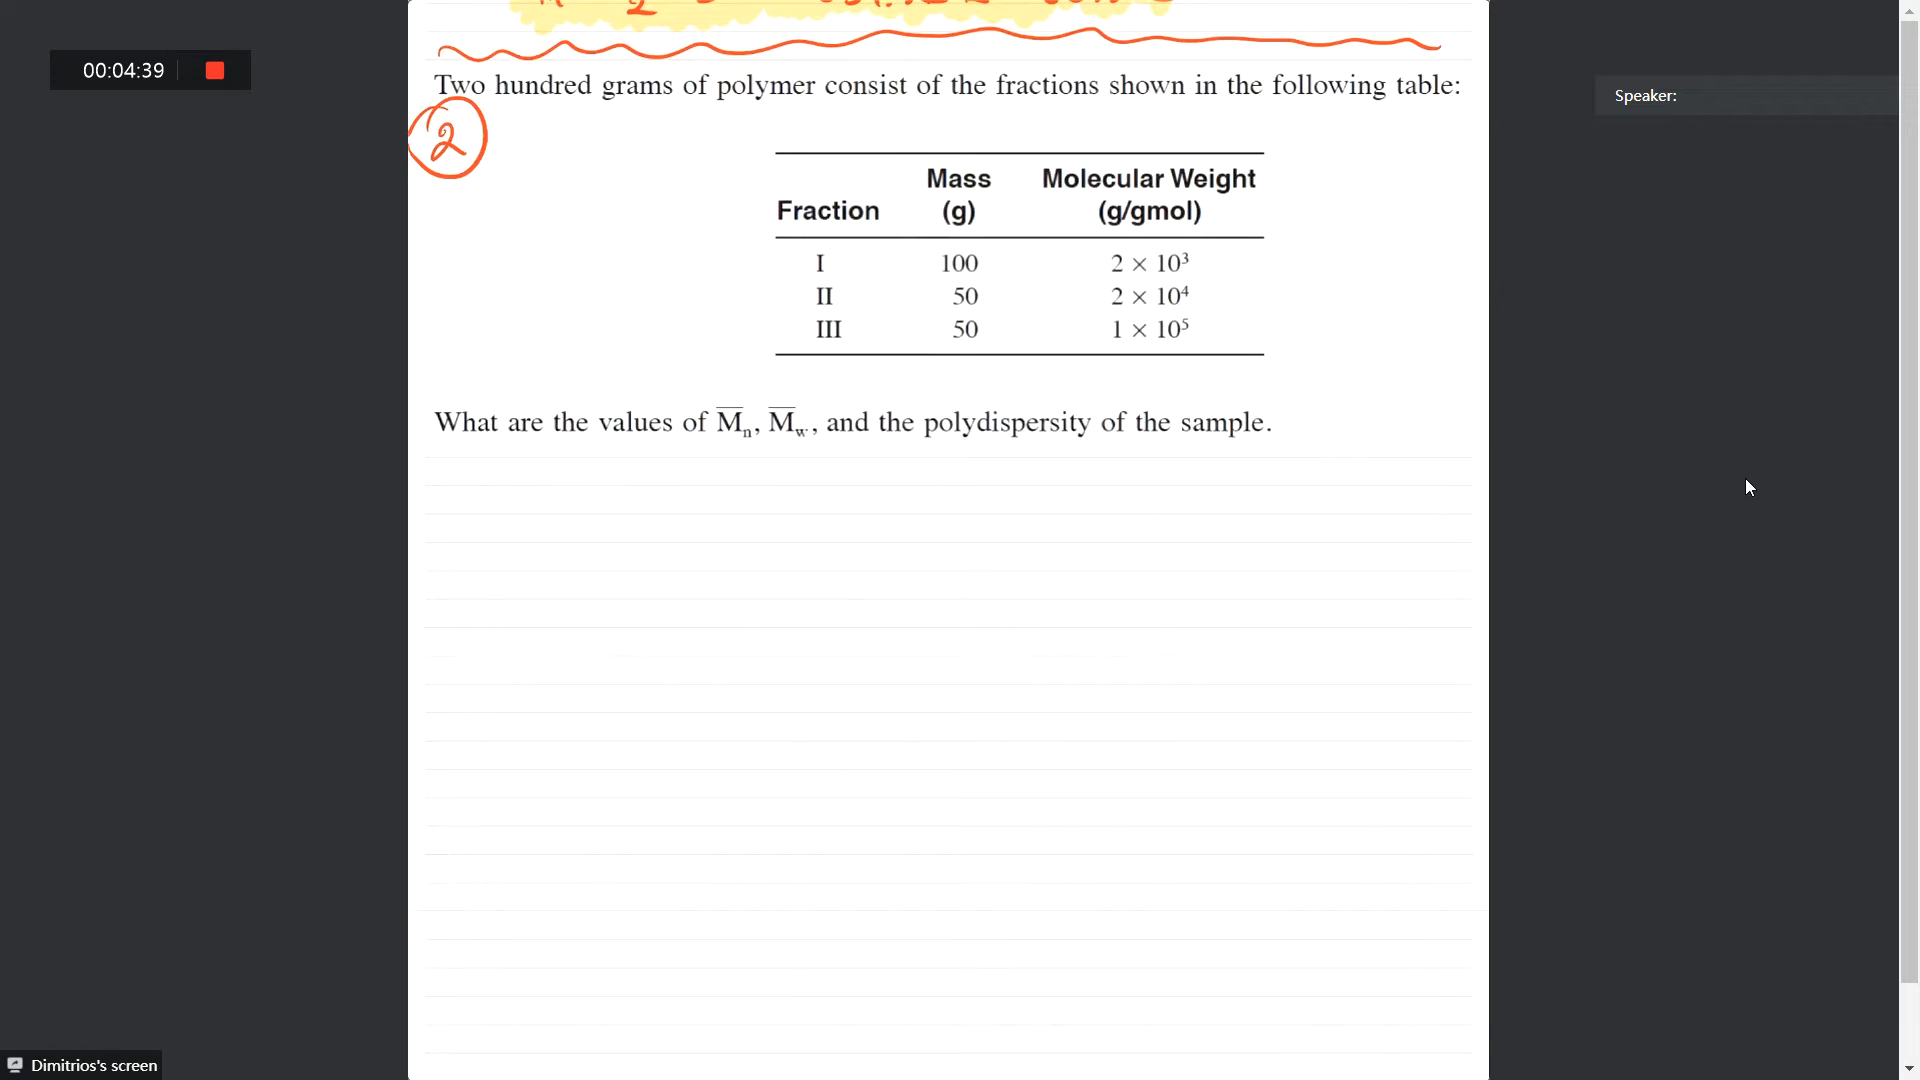 00:04:39
Speaker:
Two hundred grams of polymer consist of the fractions shown in the following table:
2
Fraction Mass (g) Molecular Weight (g/gmol)
I 100 2 × 10³
II 50 2 × 10⁴
III 50 1 × 10⁵
What are the values of M̅ₙ, M̅w, and the polydispersity of the sample.
Dimitrios's screen